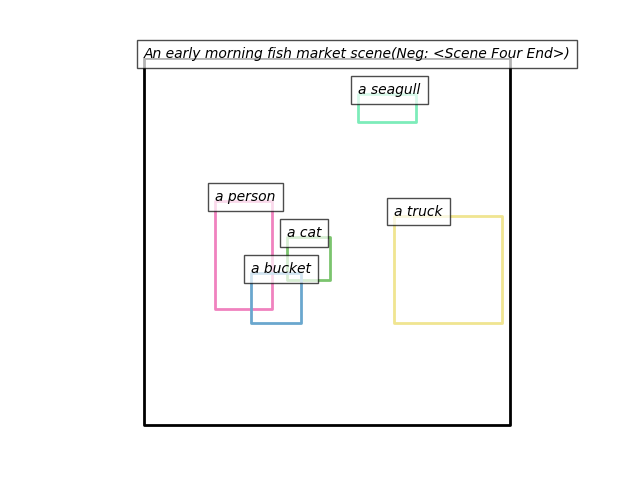 An early morning fish market scene(Neg: <Scene Four End>)
a seagull
a person
a truck
a cat
a bucket